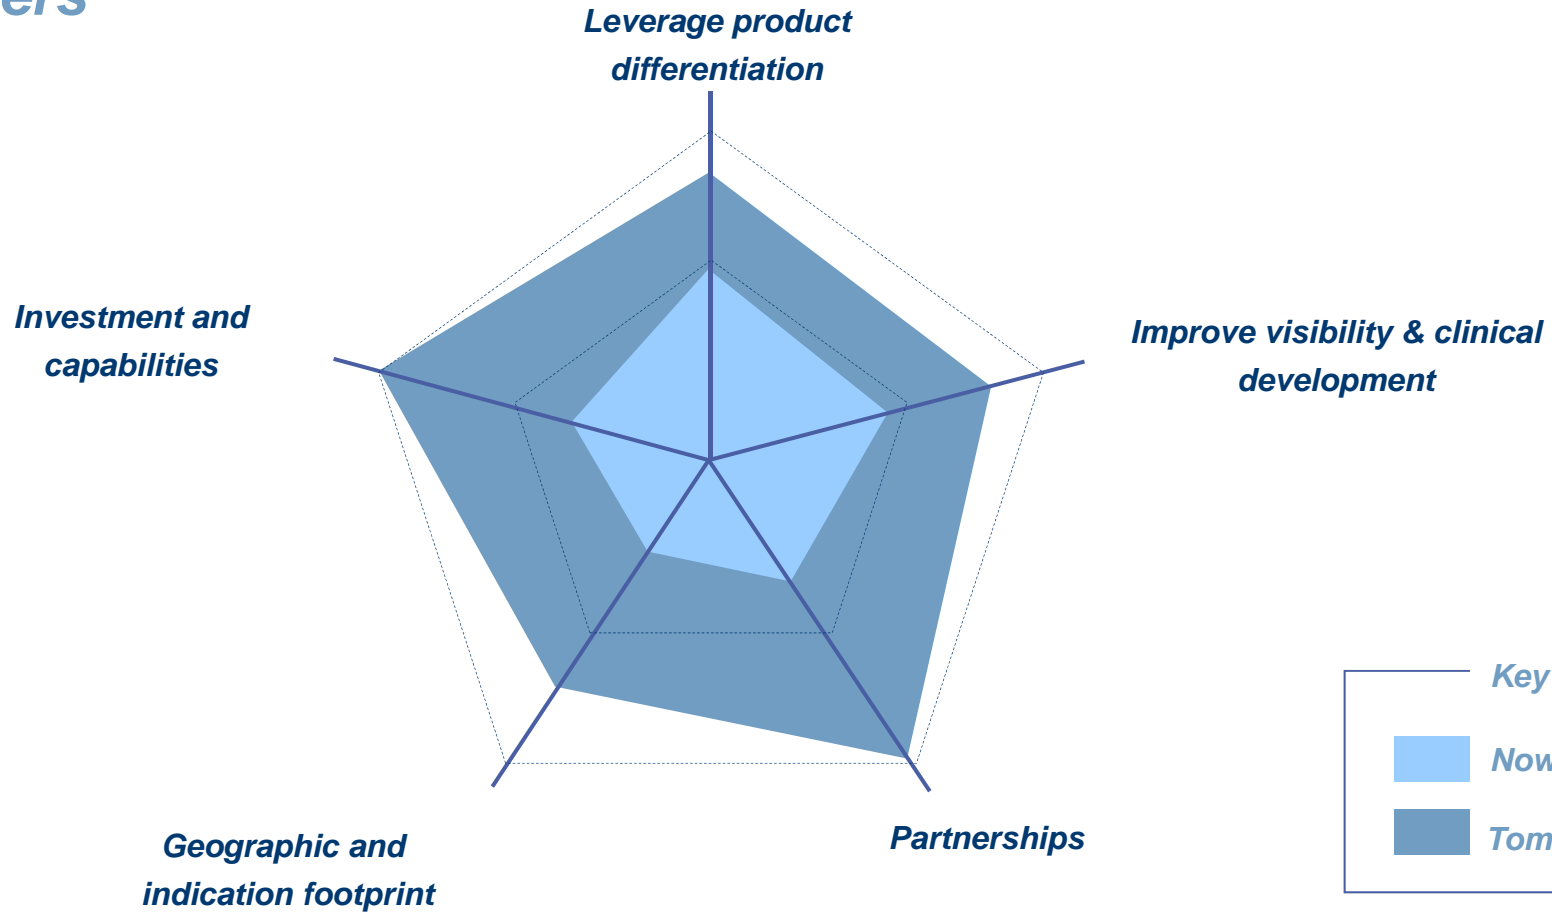 Leverage product
differentiation
Investment and
capabilities
Improve visibility & clinical
development
Geographic and
indication footprint
Partnerships
Key
Now